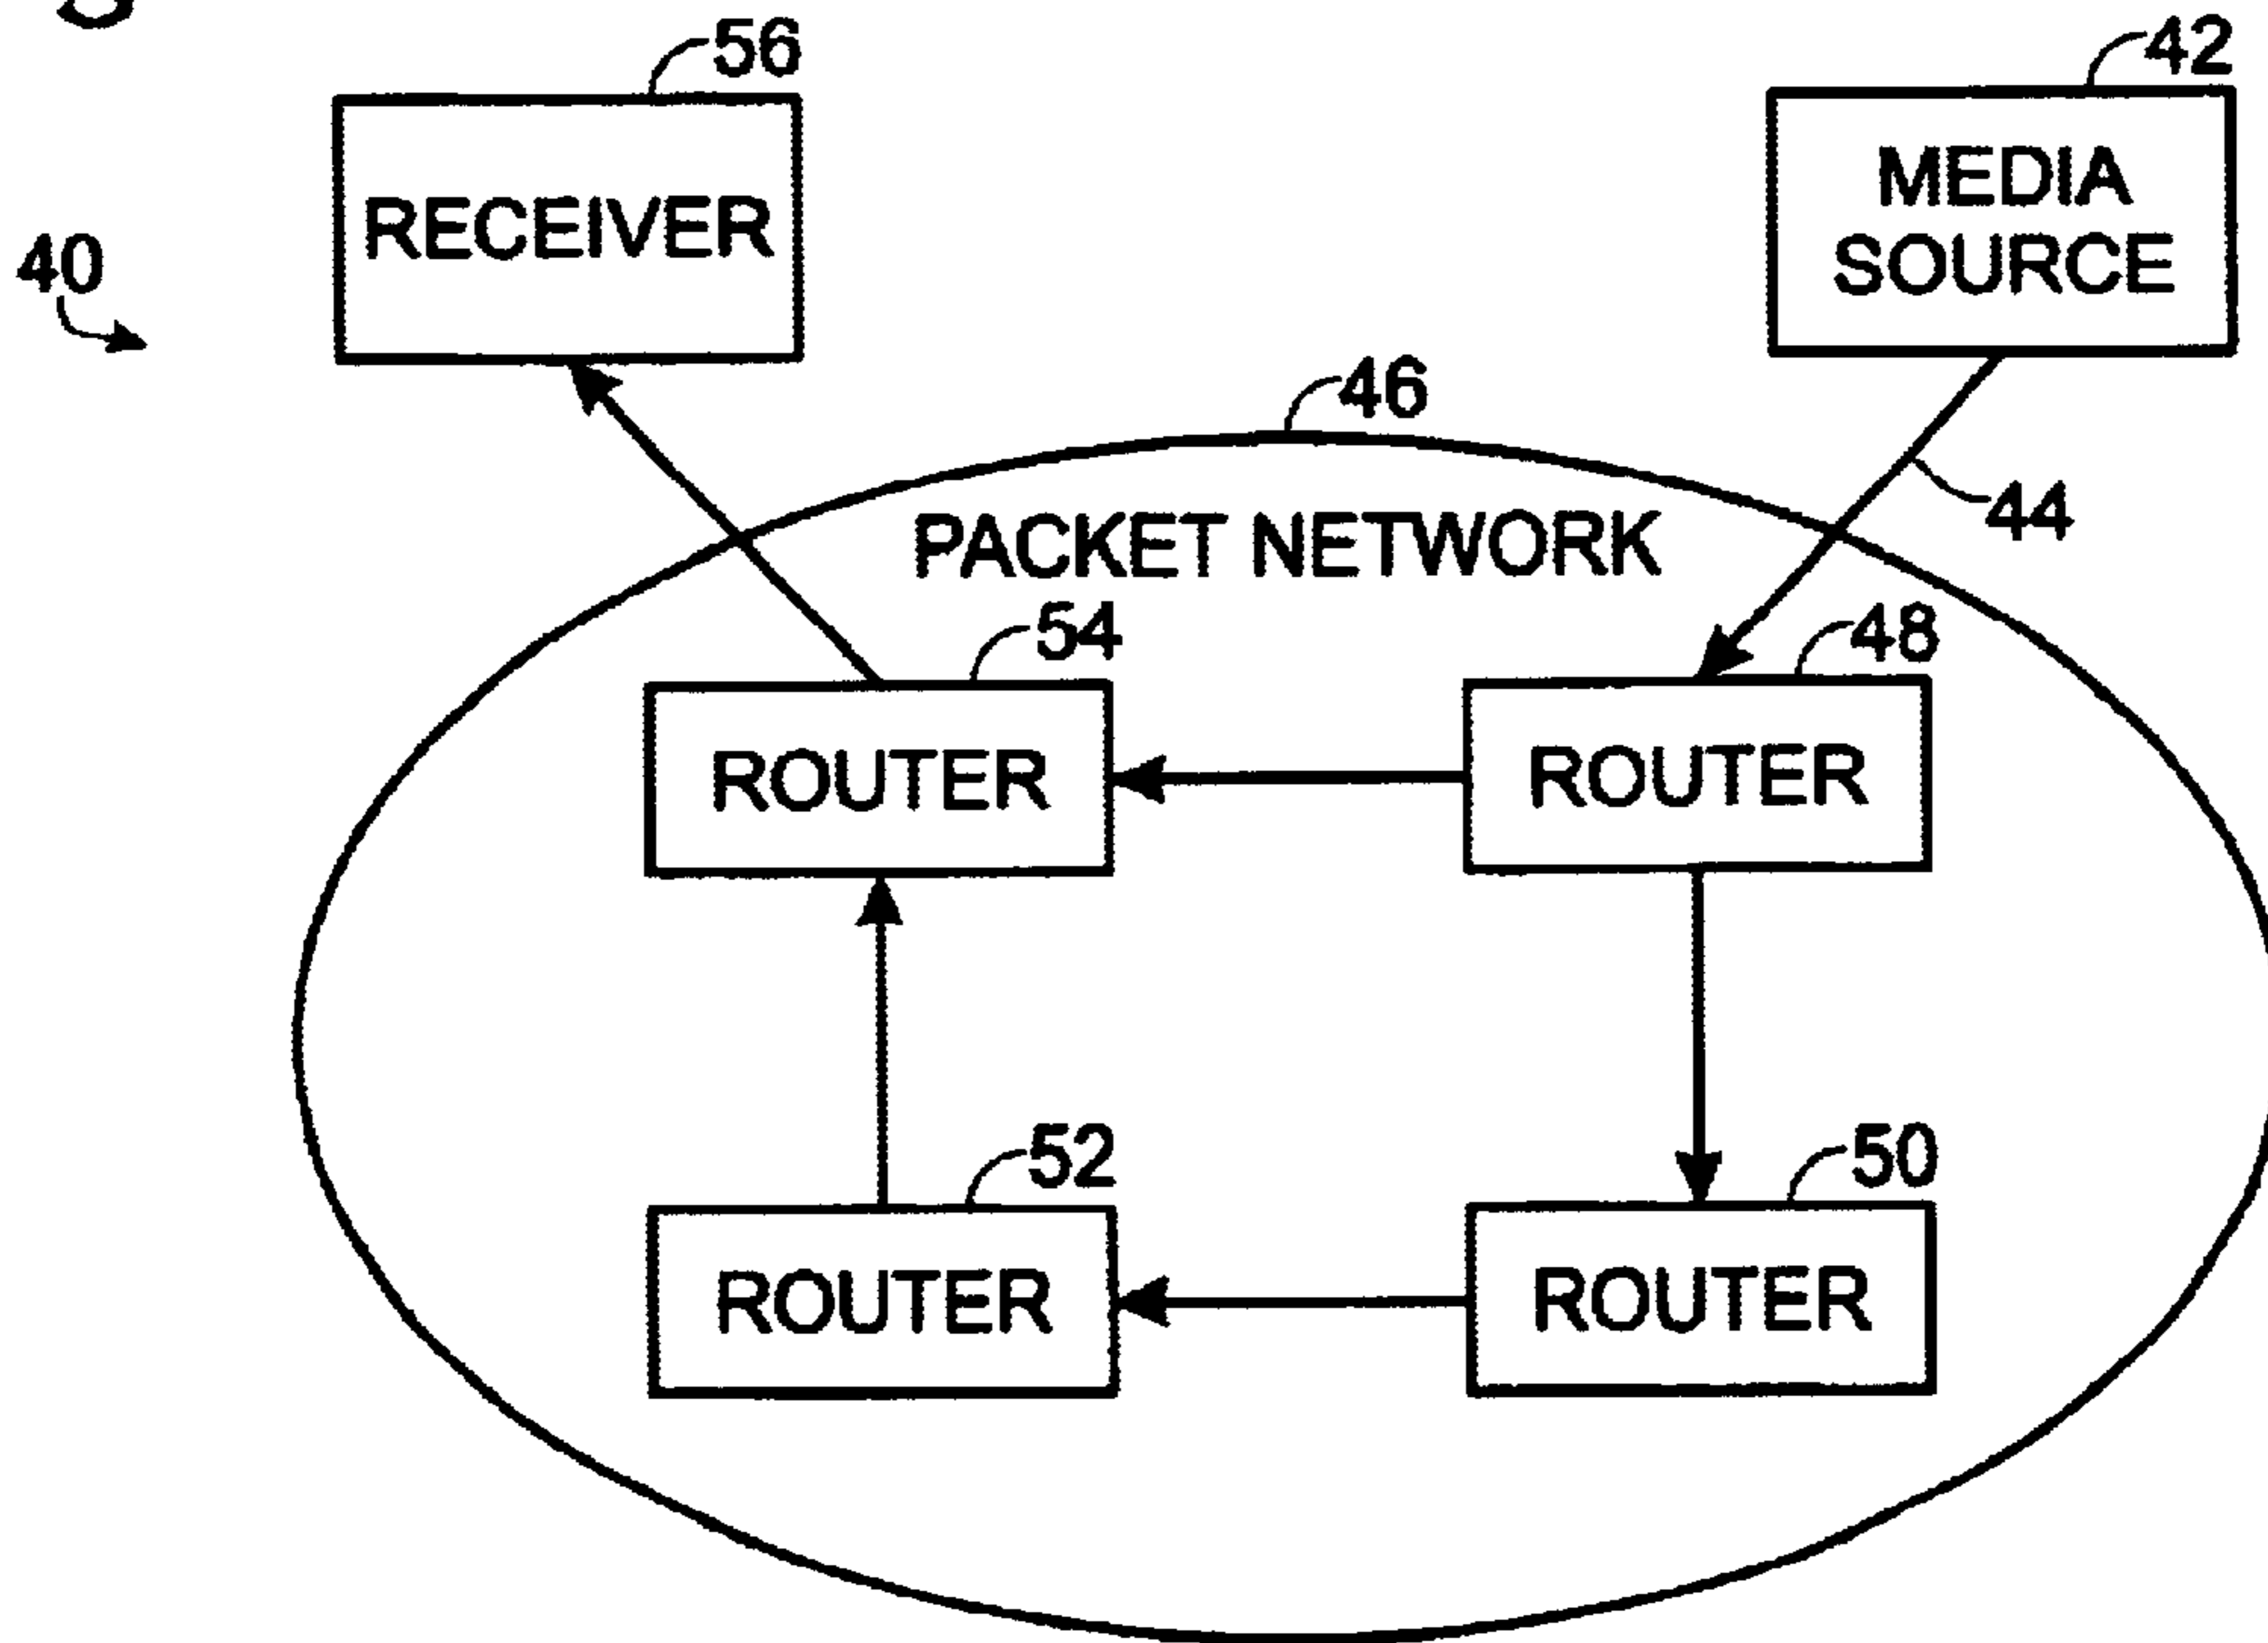 56
42
RECEIVER
MEDIA
SOURCE
40
46
44
PACKET NETWORK
54
48
ROUTER
ROUTER
52
50
ROUTER
ROUTER